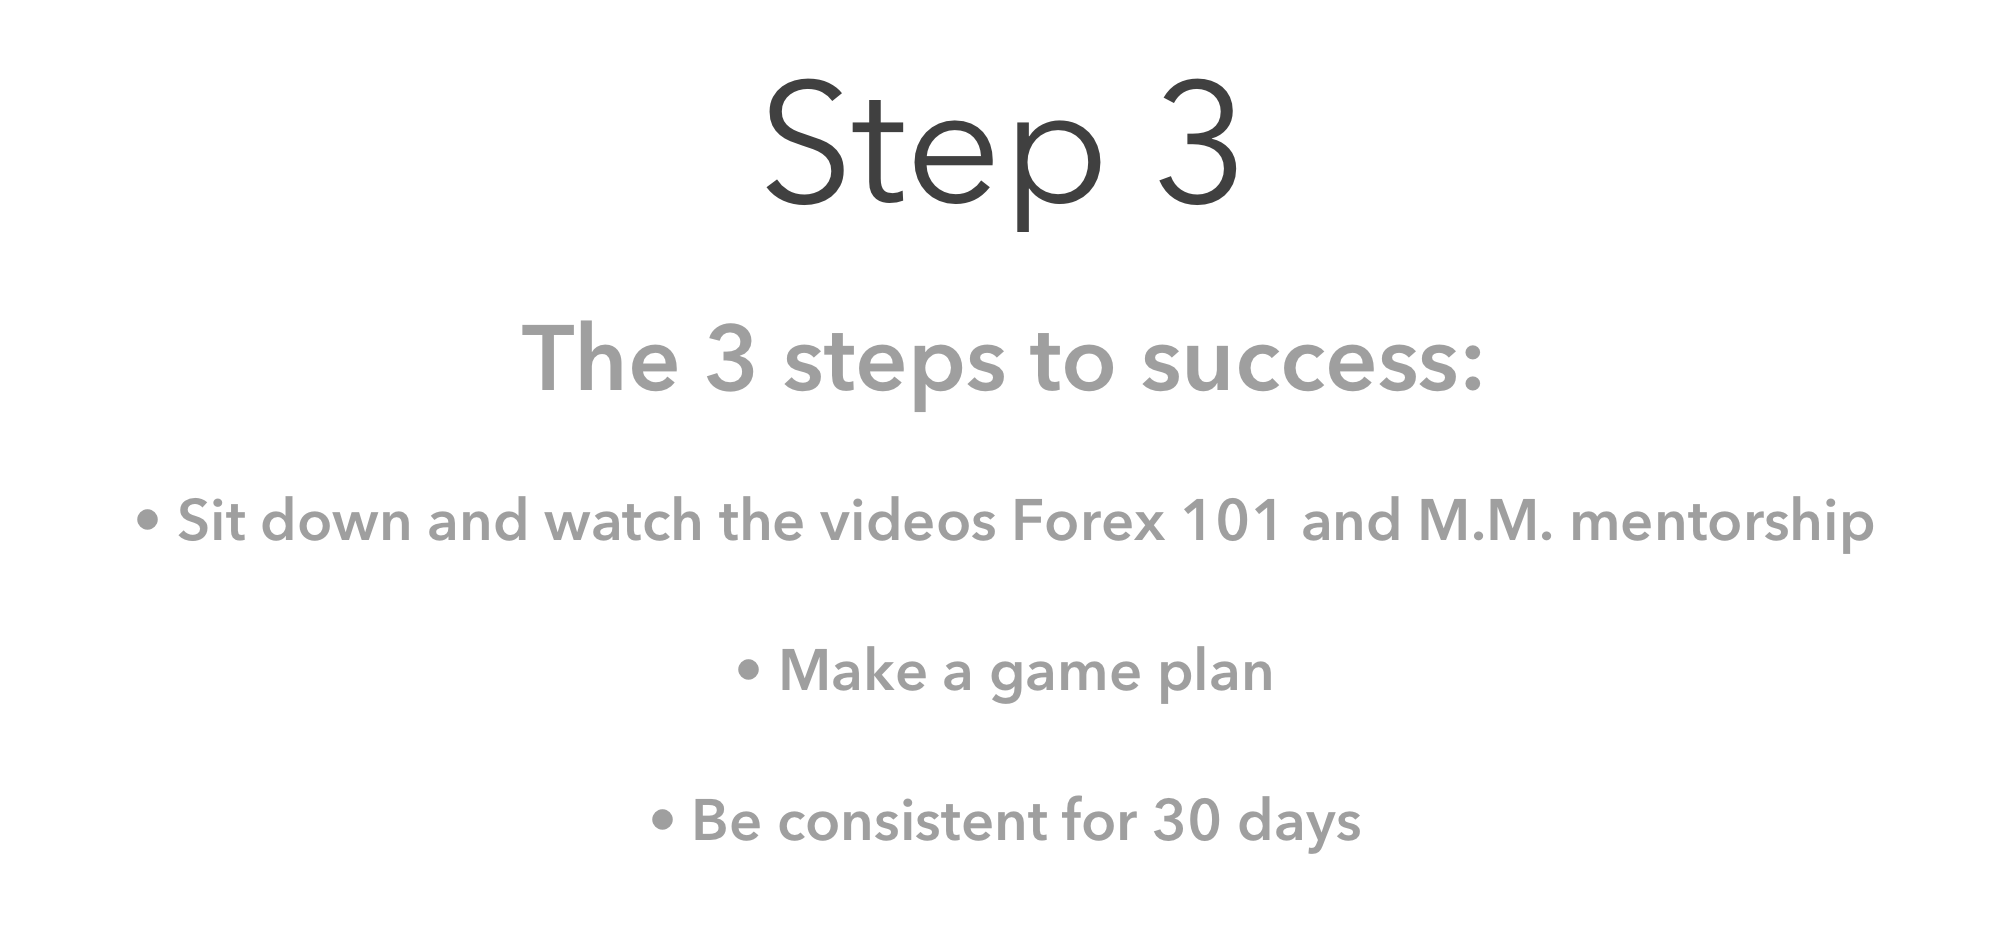 Step 3
The 3 steps to success:
• Sit down and watch the videos Forex 101 and M.M. mentorship
• Make a game plan
• Be consistent for 30 days